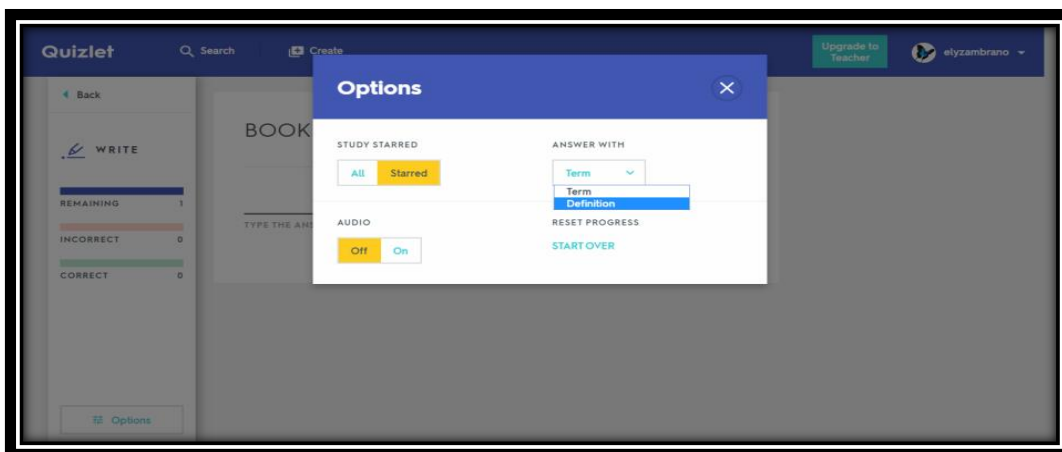 Quizlet
Search
Create
Upgrade to
Teacher
elyzambrano
Back
WRITE
REMAINING 1
INCORRECT 0
CORRECT 0
Options
BOOK
TYPE THE ANS
Options
STUDY STARRED
All Starred
ANSWER WITH
Term
Term
Definition
AUDIO
Off On
RESET PROGRESS
START OVER